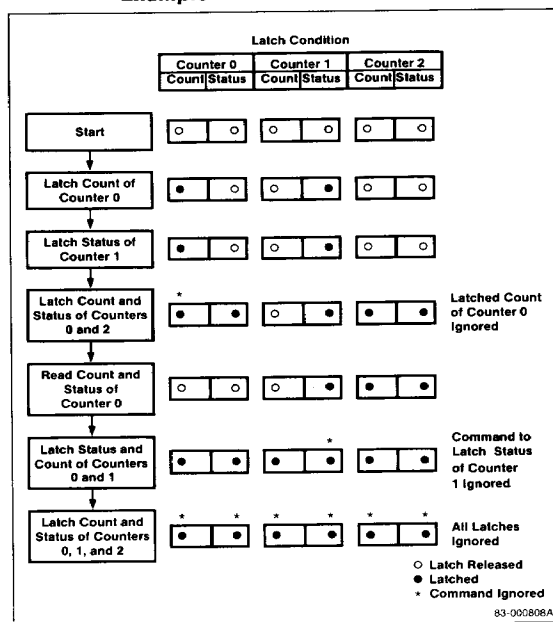 Latch Condition
Counter 0 Counter 1 Counter 2
Count Status Count Status Count Status
Start
Latch Count of
Counter 0
Latch Status of
Counter 1
Latch Count and
Status of Counters
0 and 2
*
Latched Count
of Counter 0
Ignored
Read Count and
Status of
Counter 0
Latch Status and
Count of Counters
0 and 1
*
Command to
Latch Status
of Counter
1 Ignored
Latch Count and
Status of Counters
0, 1, and 2
* * * * * *
All Latches
Ignored
○ Latch Released
● Latched
* Command Ignored
83-000808A